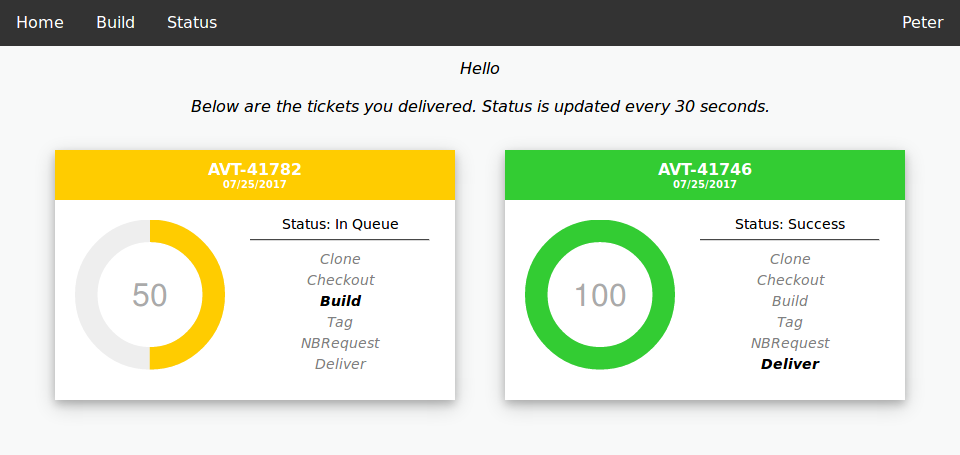 Home Build Status Peter
Hello
Below are the tickets you delivered. Status is updated every 30 seconds.
AVT-41782
07/25/2017
50
Status: In Queue
Clone
Checkout
Build
Tag
NBRequest
Deliver
AVT-41746
07/25/2017
100
Status: Success
Clone
Checkout
Build
Tag
NBRequest
Deliver